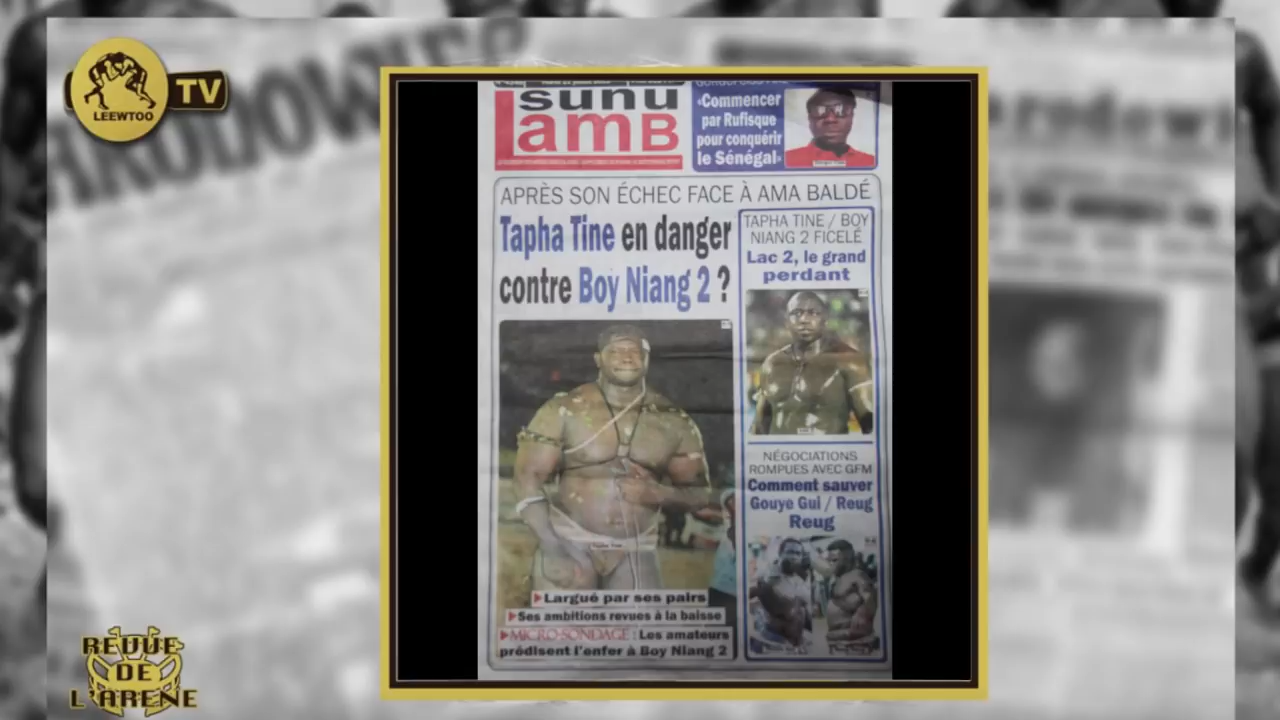 LEEWTOO
TV
sunu
Lamb
«Commencer
par Rufisque
pour conquérir
le Sénégal»
APRÈS SON ÉCHEC FACE À AMA BALDÉ
Tapha Tine en danger
contre Boy Niang 2 ?
TAPHA TINE / BOY
NIANG 2 FICELÉ
Lac 2, le grand
perdant
NÉGOCIATIONS
ROMPUES AVEC GFM
Comment sauver
Gouye Gui / Reug
Reug
Tapha Tine
Largué par ses pairs
Ses ambitions revues à la baisse
MICRO-SONDAGE : Les amateurs
prédisent l'enfer à Boy Niang 2
REVUE
DE
L'ARENE